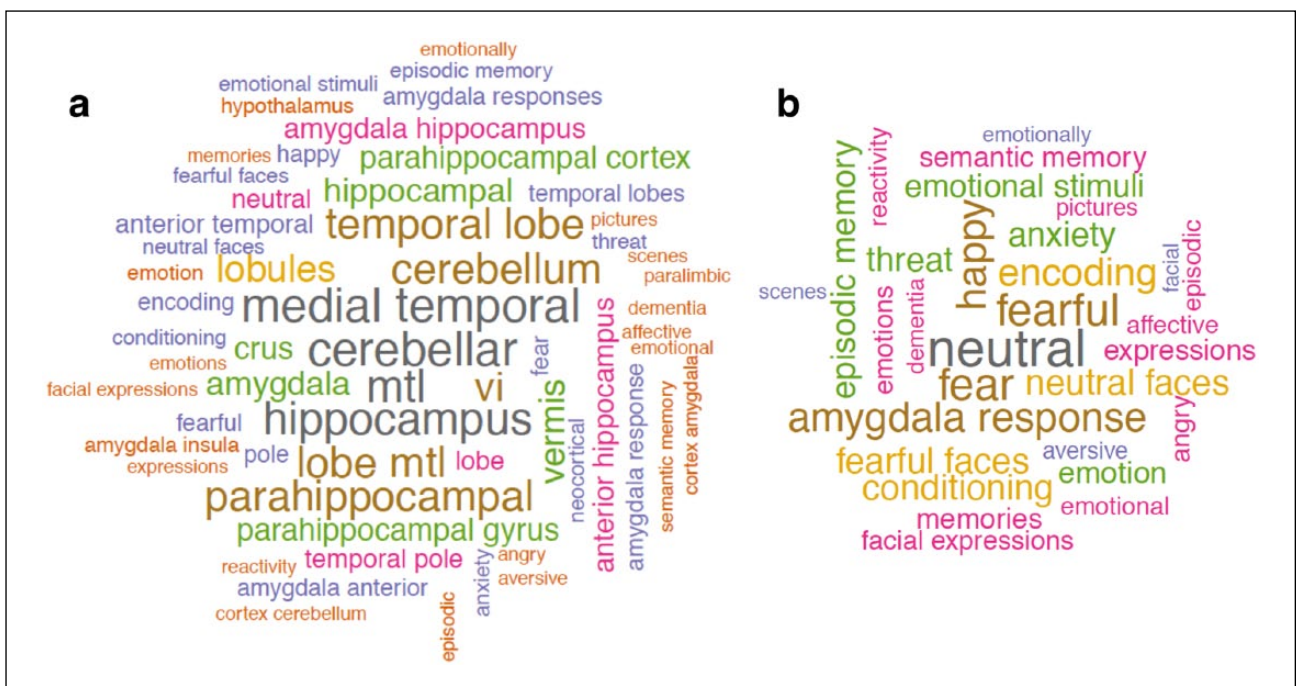 a
emotionally
episodic memory
emotional stimuli
amygdala responses
hypothalamus
amygdala hippocampus
memories
happy
parahippocampal cortex
fearful faces
hippocampal
temporal lobes
neutral
anterior temporal
temporal lobe
pictures
neutral faces
threat
emotion
lobules
cerebellum
scenes
paralimbic
encoding
medial temporal
dementia
conditioning
crus
cerebellar
fear
affective
emotional
emotions
facial expressions
amygdala
mtl
vi
vermis
anterior hippocampus
amygdala response
semantic memory
cortex amygdala
fearful
hippocampus
neocortical
amygdala insula
pole
lobe mtl
lobe
expressions
parahippocampal
parahippocampal gyrus
reactivity
temporal pole
anxiety
angry
aversive
amygdala anterior
cortex cerebellum
episodic
b
emotionally
reactivity
episodic memory
semantic memory
emotional stimuli
pictures
happy
anxiety
threat
encoding
facial
episodic
scenes
emotions
dementia
fearful
affective
neutral
expressions
fear
neutral faces
amygdala response
angry
aversive
fearful faces
emotion
conditioning
emotional
memories
facial expressions